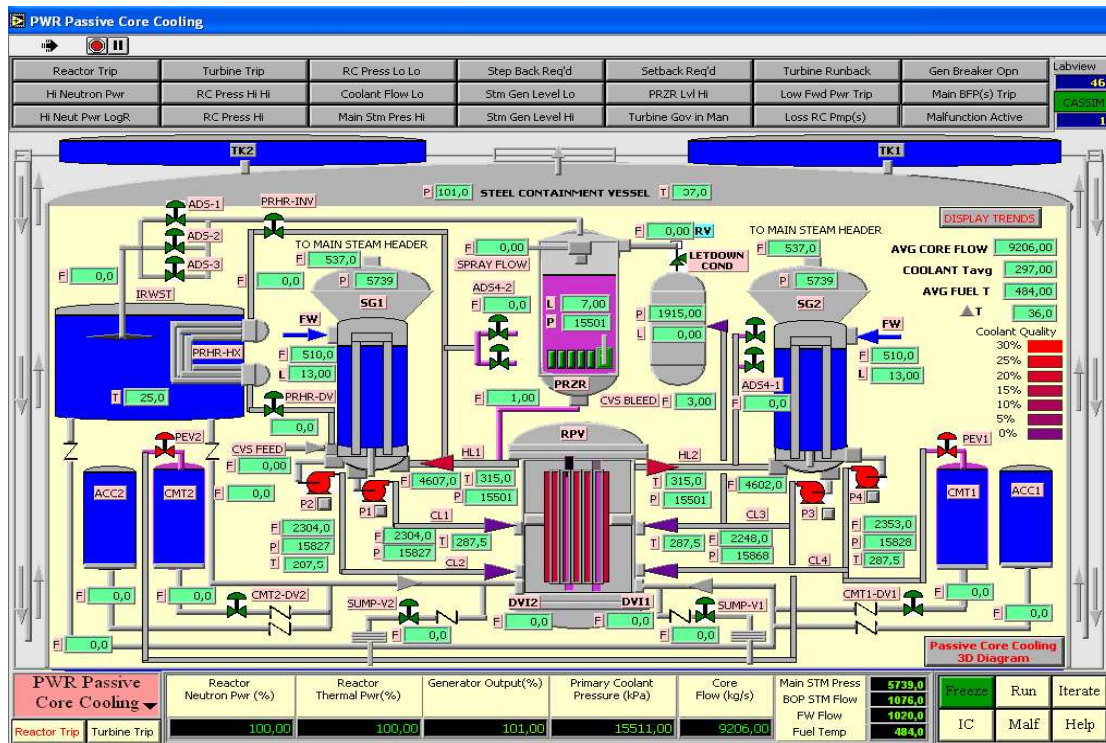 PWR Passive Core Cooling
Reactor Trip Turbine Trip RC Press Lo Lo Step Back Req'd Setback Req'd Turbine Runback Gen Breaker Opn Labview
Hi Neutron Pwr RC Press Hi Hi Coolant Flow Lo Stm Gen Level Lo PRZR Lvl Hi Low Fwd Pwr Trip Main BFP(s) Trip 46
CASSIM
Hi Neut Pwr LogR RC Press Hi Main Stm Pres Hi Stm Gen Level Hi Turbine Gov in Man Loss RC Pmp(s) Malfunction Active 1
TK2 TK1
P 101,0 STEEL CONTAINMENT VESSEL T 37,0
ADS-1 PRHR-INV
DISPLAY TRENDS
ADS-2 F 0,00 RV
TO MAIN STEAM HEADER TO MAIN STEAM HEADER
F 537,0 F 0,00 LETDOWN COND F 537,0 AVG CORE FLOW 9206,00
ADS-3 SPRAY FLOW COOLANT Tavg 297,00
F 0,0 F 0,0 P 5739 ADS4-2 P 5739 AVG FUEL T 484,00
IRWST SG1 F 0,0 L 7,00 P 1915,00 SG2 T 36,0
FW P 15501 L 0,00 FW Coolant Quality
30%
PRHR-HX F 510,0 F 510,0 25%
L 13,00 L 13,00 20%
PRZR ADS4-1 15%
T 25,0 PRHR-DV F 1,00 CVS BLEED F 3,00 F 0,0 10%
0,0 5%
0%
PEV2 RPV PEV1
CVS FEED HL1 HL2
F 0,00 F 4607,0 T 315,0 T 315,0 F 4602,0
ACC2 CMT2 F 0,0 P 15501 P 15501 P4 CMT1 ACC1
P2 P1 P3
CL1 CL3
F 2304,0 F 2304,0 T 287,5 T 287,5 F 2248,0 F 2353,0
P 15827 P 15827 P 15868 P 15828
T 207,5 CL2 CL4 T 287,5
F 0,0 F 0,0 CMT2-DV2 SUMP-V2 DVI2 DVI1 SUMP-V1 CMT1-DV1 F 0,0 F 0,0
F 0,0 F 0,0 F 0,0 F 0,0 F 0,0 F 0,0
Passive Core Cooling
3D Diagram
PWR Passive Core Cooling
Reactor Neutron Pwr (%) Reactor Thermal Pwr(%) Generator Output(%) Primary Coolant Pressure (kPa) Core Flow (kg/s)
100,00 100,00 101,00 15511,00 9206,00
Main STM Press 5739,0
BOP STM Flow 1076,0
FW Flow 1020,0
Fuel Temp 484,0
Freeze Run Iterate
IC Malf Help
Reactor Trip Turbine Trip